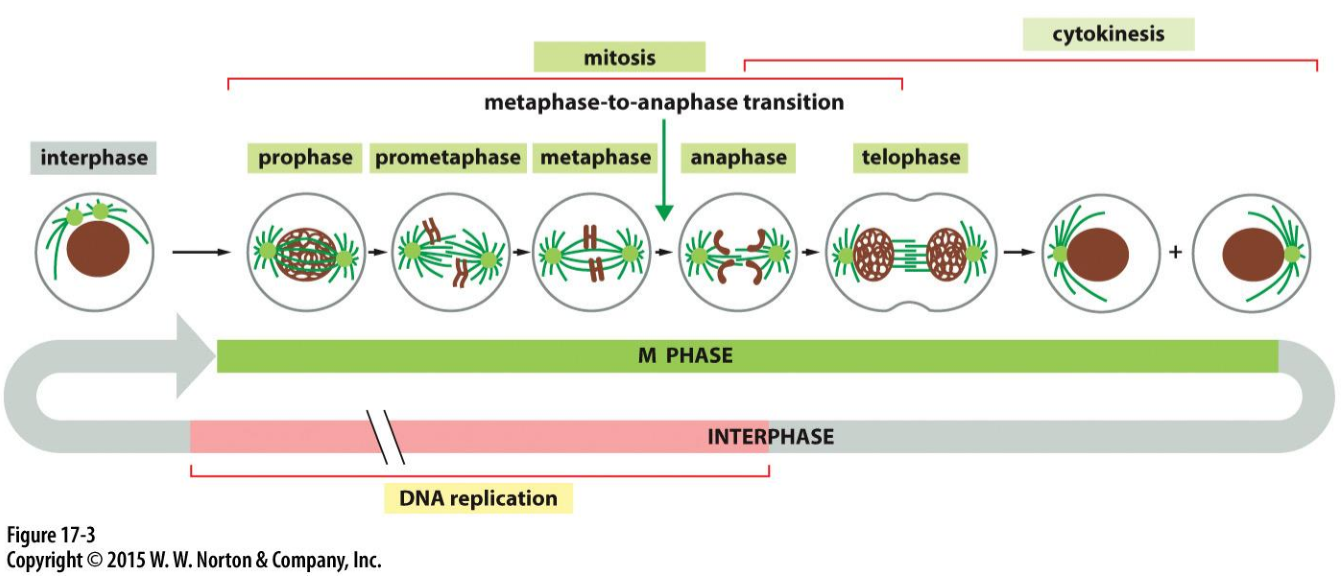 cytokinesis
mitosis
metaphase-to-anaphase transition
interphase
prophase
prometaphase
metaphase
anaphase
telophase
+
M PHASE
INTERPHASE
DNA replication
Figure 17-3
Copyright © 2015 W. W. Norton & Company, Inc.